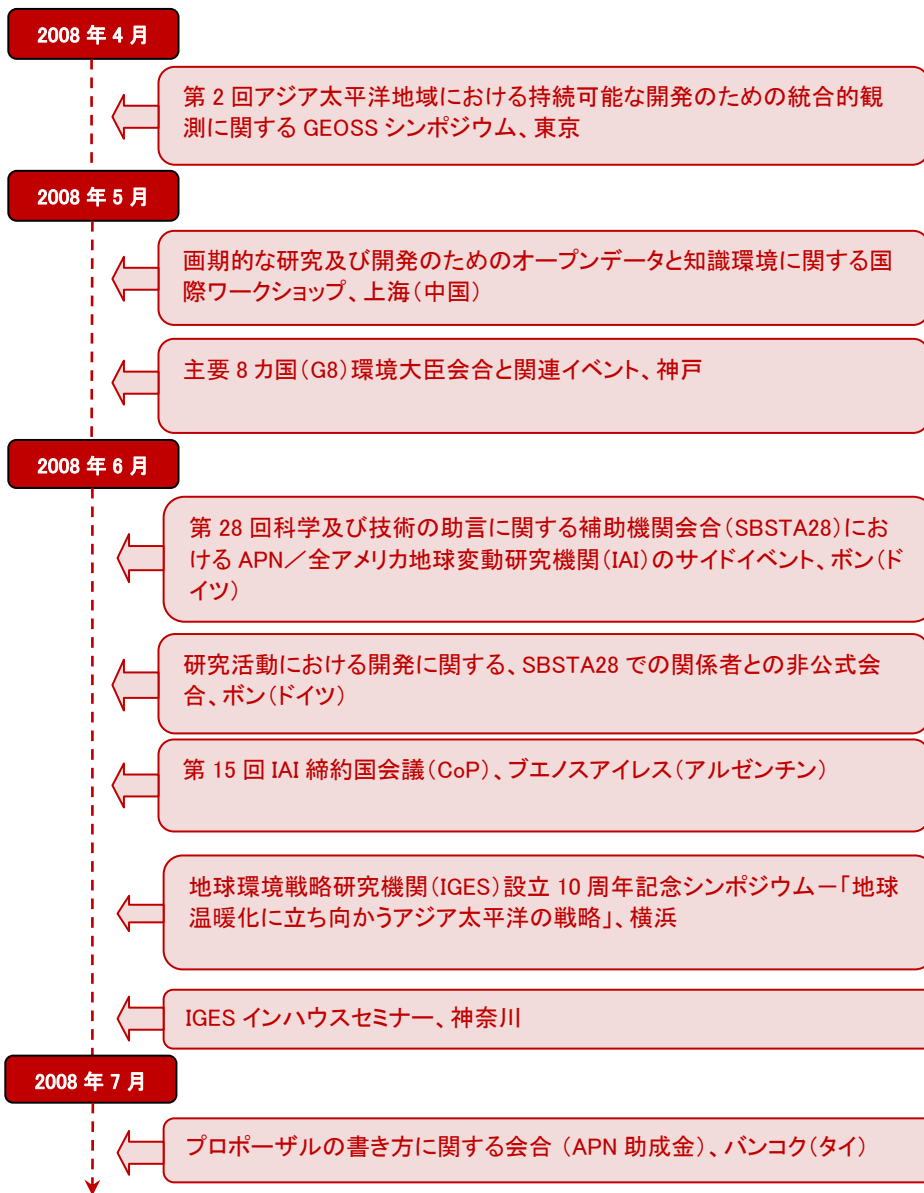 2008 年 4 月
第 2 回アジア太平洋地域における持続可能な開発のための統合的観
測に関する GEOSS シンポジウム、東京
2008 年 5 月
画期的な研究及び開発のためのオープンデータと知識環境に関する国
際ワークショップ、上海(中国)
主要 8 カ国(G8)環境大臣会合と関連イベント、神戸
2008 年 6 月
第 28 回科学及び技術の助言に関する補助機関会合(SBSTA28)にお
ける APN/全アメリカ地球変動研究機関(IAI)のサイドイベント、ボン(ド
イツ)
研究活動における開発に関する、SBSTA28 での関係者との非公式会
合、ボン(ドイツ)
第 15 回 IAI 締約国会議(CoP)、ブエノスアイレス(アルゼンチン)
地球環境戦略研究機関(IGES)設立 10 周年記念シンポジウム-「地球
温暖化に立ち向かうアジア太平洋の戦略」、横浜
IGES インハウスセミナー、神奈川
2008 年 7 月
プロポーザルの書き方に関する会合 (APN 助成金)、バンコク(タイ)